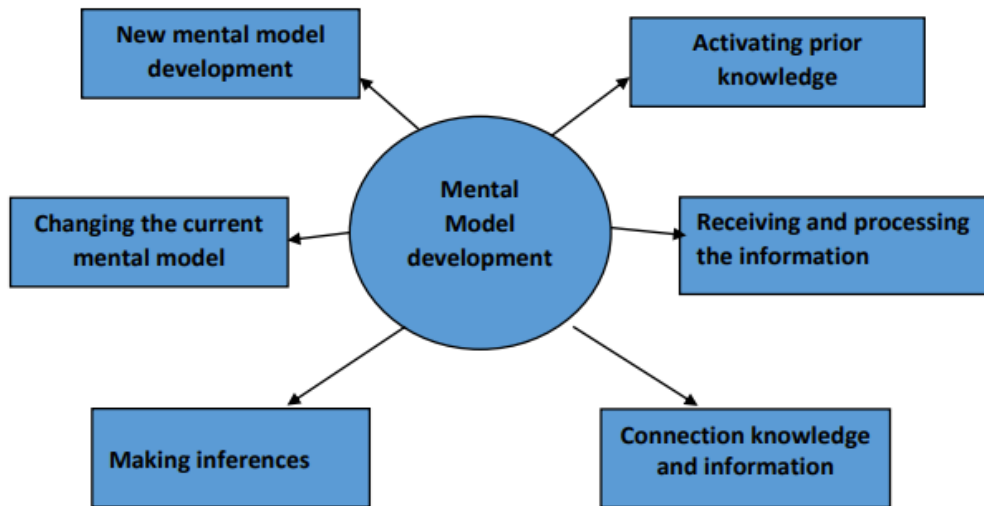 New mental model
development
Activating prior
knowledge
Mental
Model
development
Changing the current
mental model
Receiving and processing
the information
Making inferences
Connection knowledge
and information